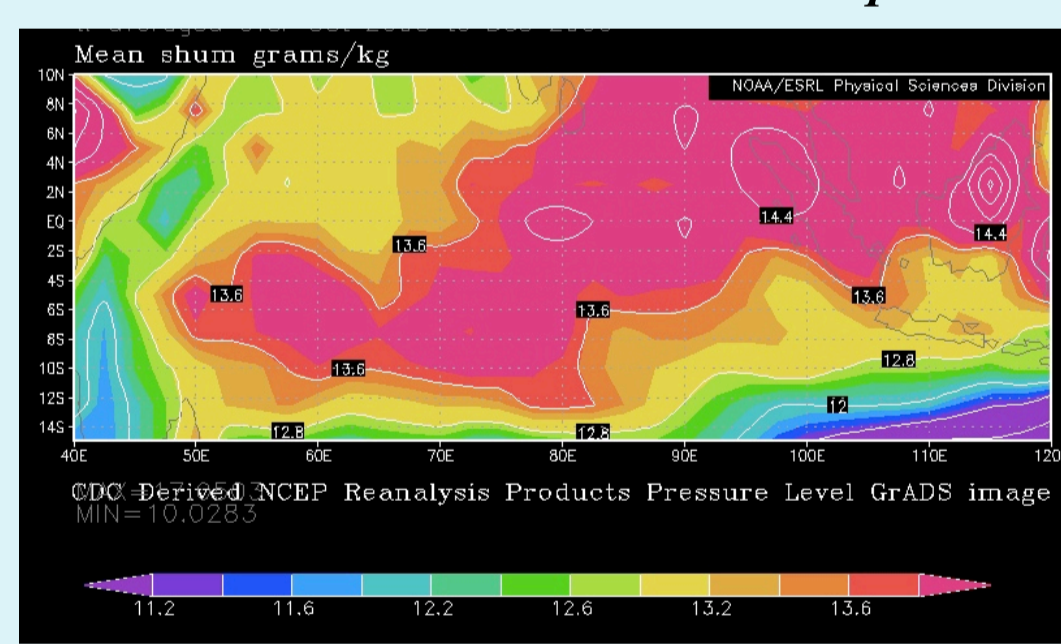 Mean shum grams/kg
NOAA/ESRL Physical Sciences Division
10N
8N
6N
4N
2N
EQ
2S
4S
6S
8S
10S
12S
14S
14.4
14.4
13.6
13.6
13.6
13.6
13.6
12.8
12
12.8
12.8
40E 50E 60E 70E 80E 90E 100E 110E 120
CDC Derived NCEP Reanalysis Products Pressure Level GrADS image
MIN=10.0283
11.2 11.6 12.2 12.6 13.2 13.6